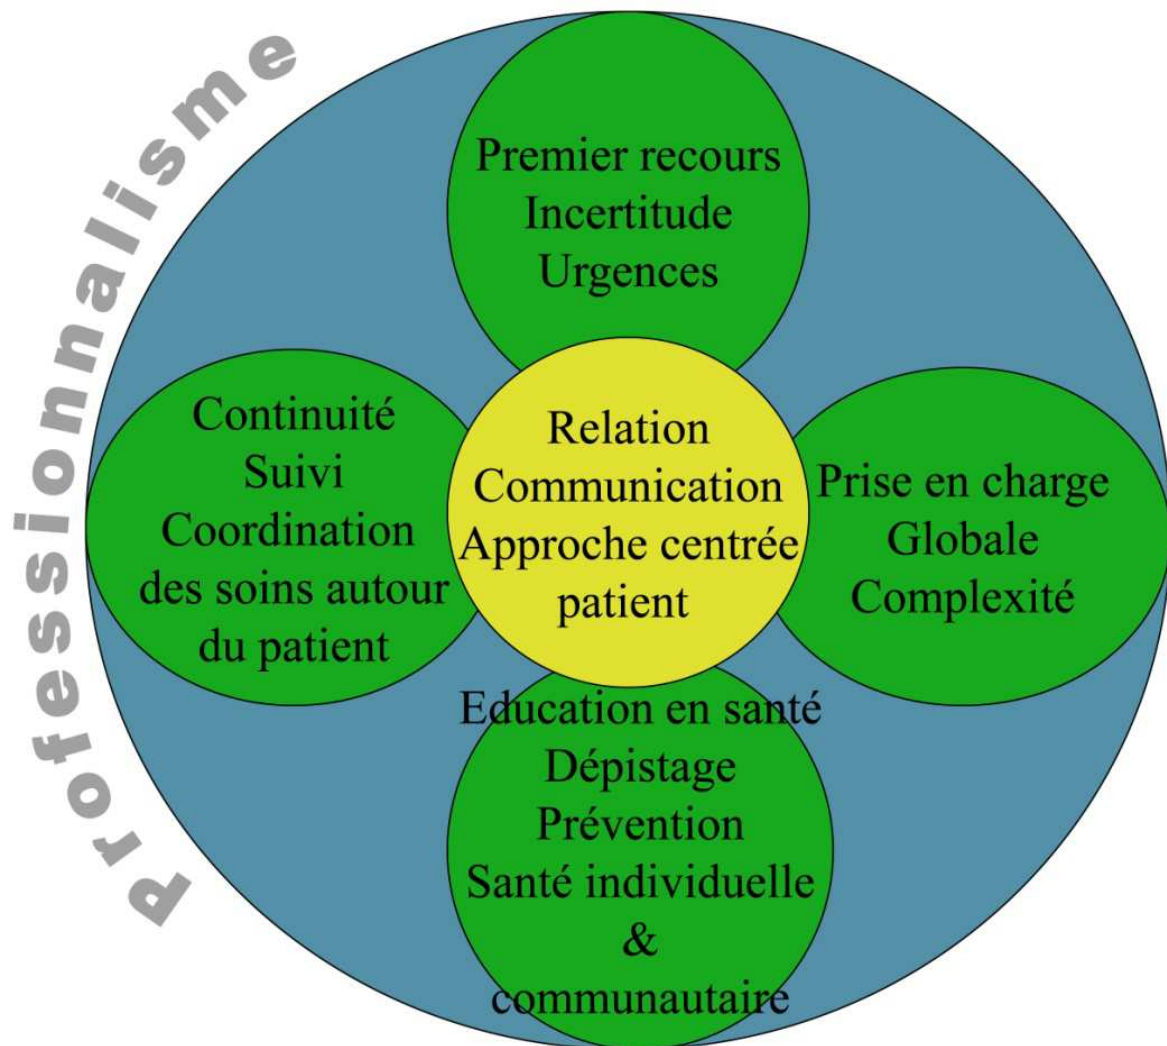 Professionnalisme
Premier recours
Incertitude
Urgences
Continuité
Suivi
Coordination
des soins autour
du patient
Relation
Communication
Approche centrée
patient
Prise en charge
Globale
Complexité
Education en santé
Dépistage
Prévention
Santé individuelle
&
communautaire